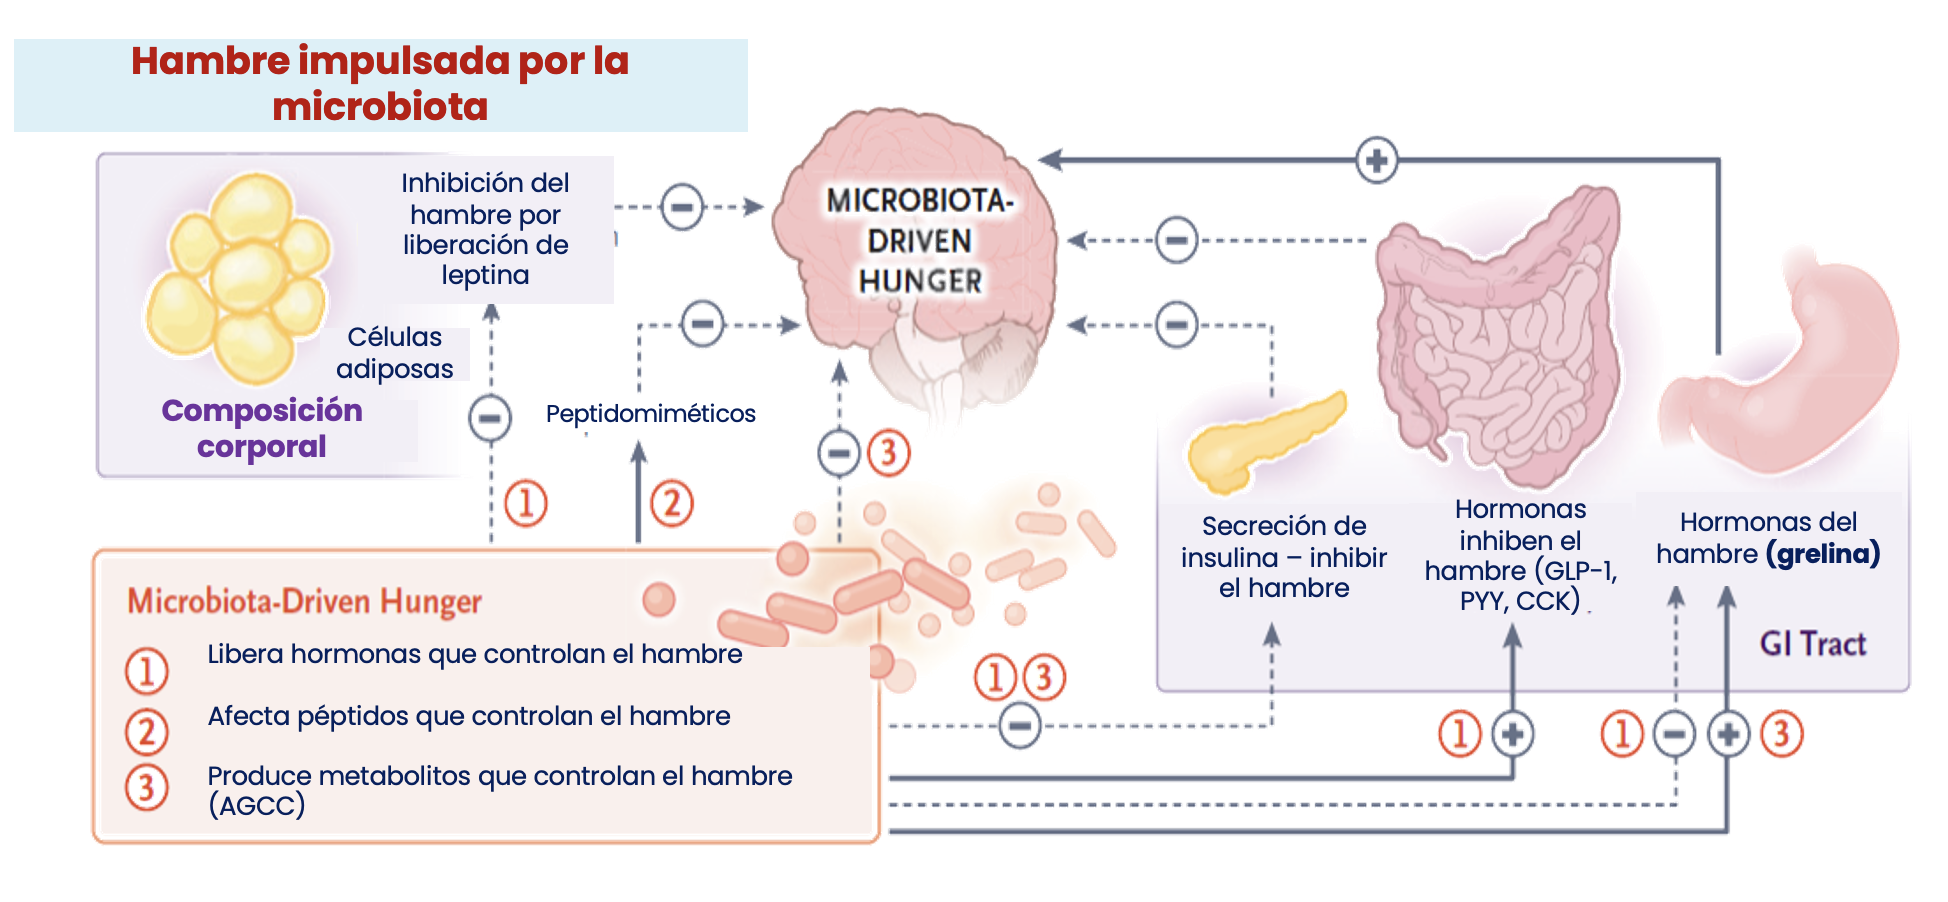 Hambre impulsada por la
microbiota
Inhibición del
hambre por
liberación de
leptina
Células
adiposas
Composición
corporal
MICROBIOTA-
DRIVEN
HUNGER
Peptidomiméticos
3
1
2
Secreción de
insulina – inhibir
el hambre
Hormonas
inhiben el
hambre (GLP-1,
PYY, CCK)
Hormonas del
hambre (grelina)
GI Tract
Microbiota-Driven Hunger
1 Libera hormonas que controlan el hambre
2 Afecta péptidos que controlan el hambre
3 Produce metabolitos que controlan el hambre
(AGCC)
1 3
1
1
3